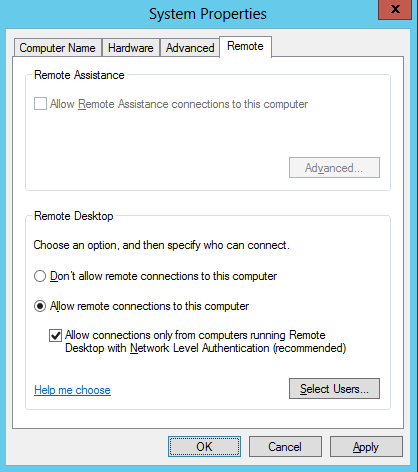 System Properties
x
Computer Name Hardware Advanced Remote
Remote Assistance
Allow Remote Assistance connections to this computer
Advanced...
Remote Desktop
Choose an option, and then specify who can connect.
Don't allow remote connections to this computer
Allow remote connections to this computer
Allow connections only from computers running Remote
Desktop with Network Level Authentication (recommended)
Help me choose
Select Users...
OK Cancel Apply